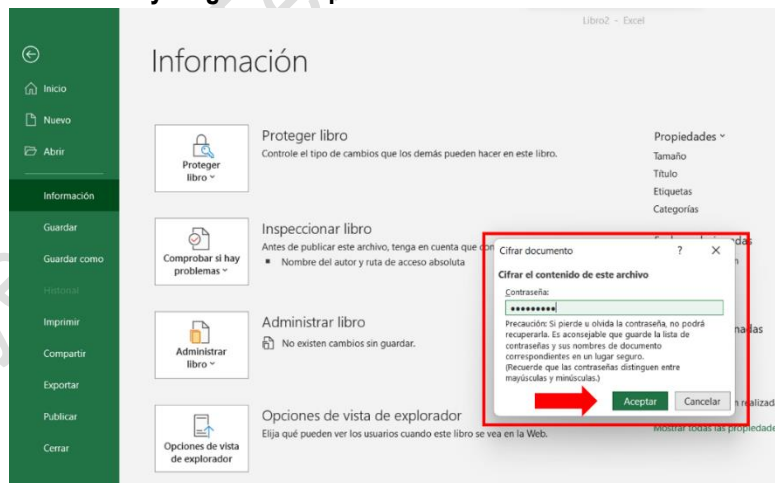 Libro2 - Excel
Información
Inicio
Nuevo
Abrir
Información
Guardar
Guardar como
Historial
Imprimir
Compartir
Exportar
Publicar
Cerrar
Proteger
libro
Proteger libro
Controle el tipo de cambios que los demás pueden hacer en este libro.
Comprobar si hay
problemas
Inspeccionar libro
Antes de publicar este archivo, tenga en cuenta que
Nombre del autor y ruta de acceso absoluta
Administrar
libro
Administrar libro
No existen cambios sin guardar.
Opciones de vista
de explorador
Opciones de vista de explorador
Elija qué pueden ver los usuarios cuando este libro se vea en la Web.
Propiedades
Tamaño
Título
Etiquetas
Categorías
Cifrar documento ? X
Cifrar el contenido de este archivo
Contraseña:
•••••••••
Precaución: Si pierde u olvida la contraseña, no podrá
recuperarla. Es aconsejable que guarde la lista de
contraseñas y sus nombres de documento
correspondientes en un lugar seguro.
(Recuerde que las contraseñas distinguen entre
mayúsculas y minúsculas.)
Aceptar Cancelar
Mostrar todas las propiedade